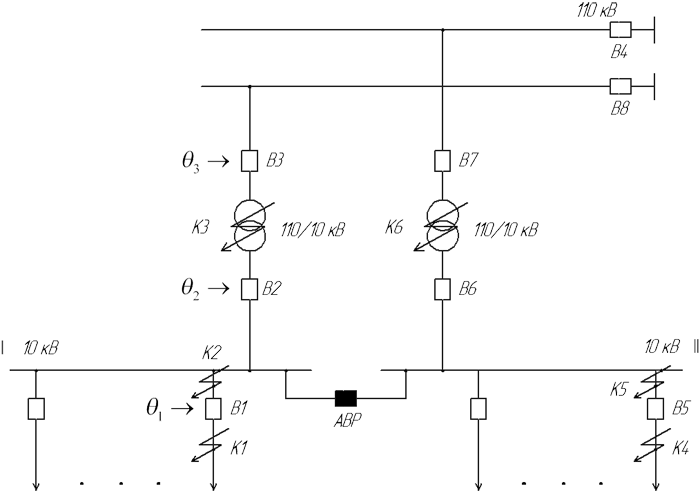 110 кВ
В4
В8
θ3 В3 В7
К3 110/10 кВ К6 110/10 кВ
θ2 В2 В6
I 10 кВ К2 10 кВ II
К5
θ1 В1 АВР В5
К1 К4